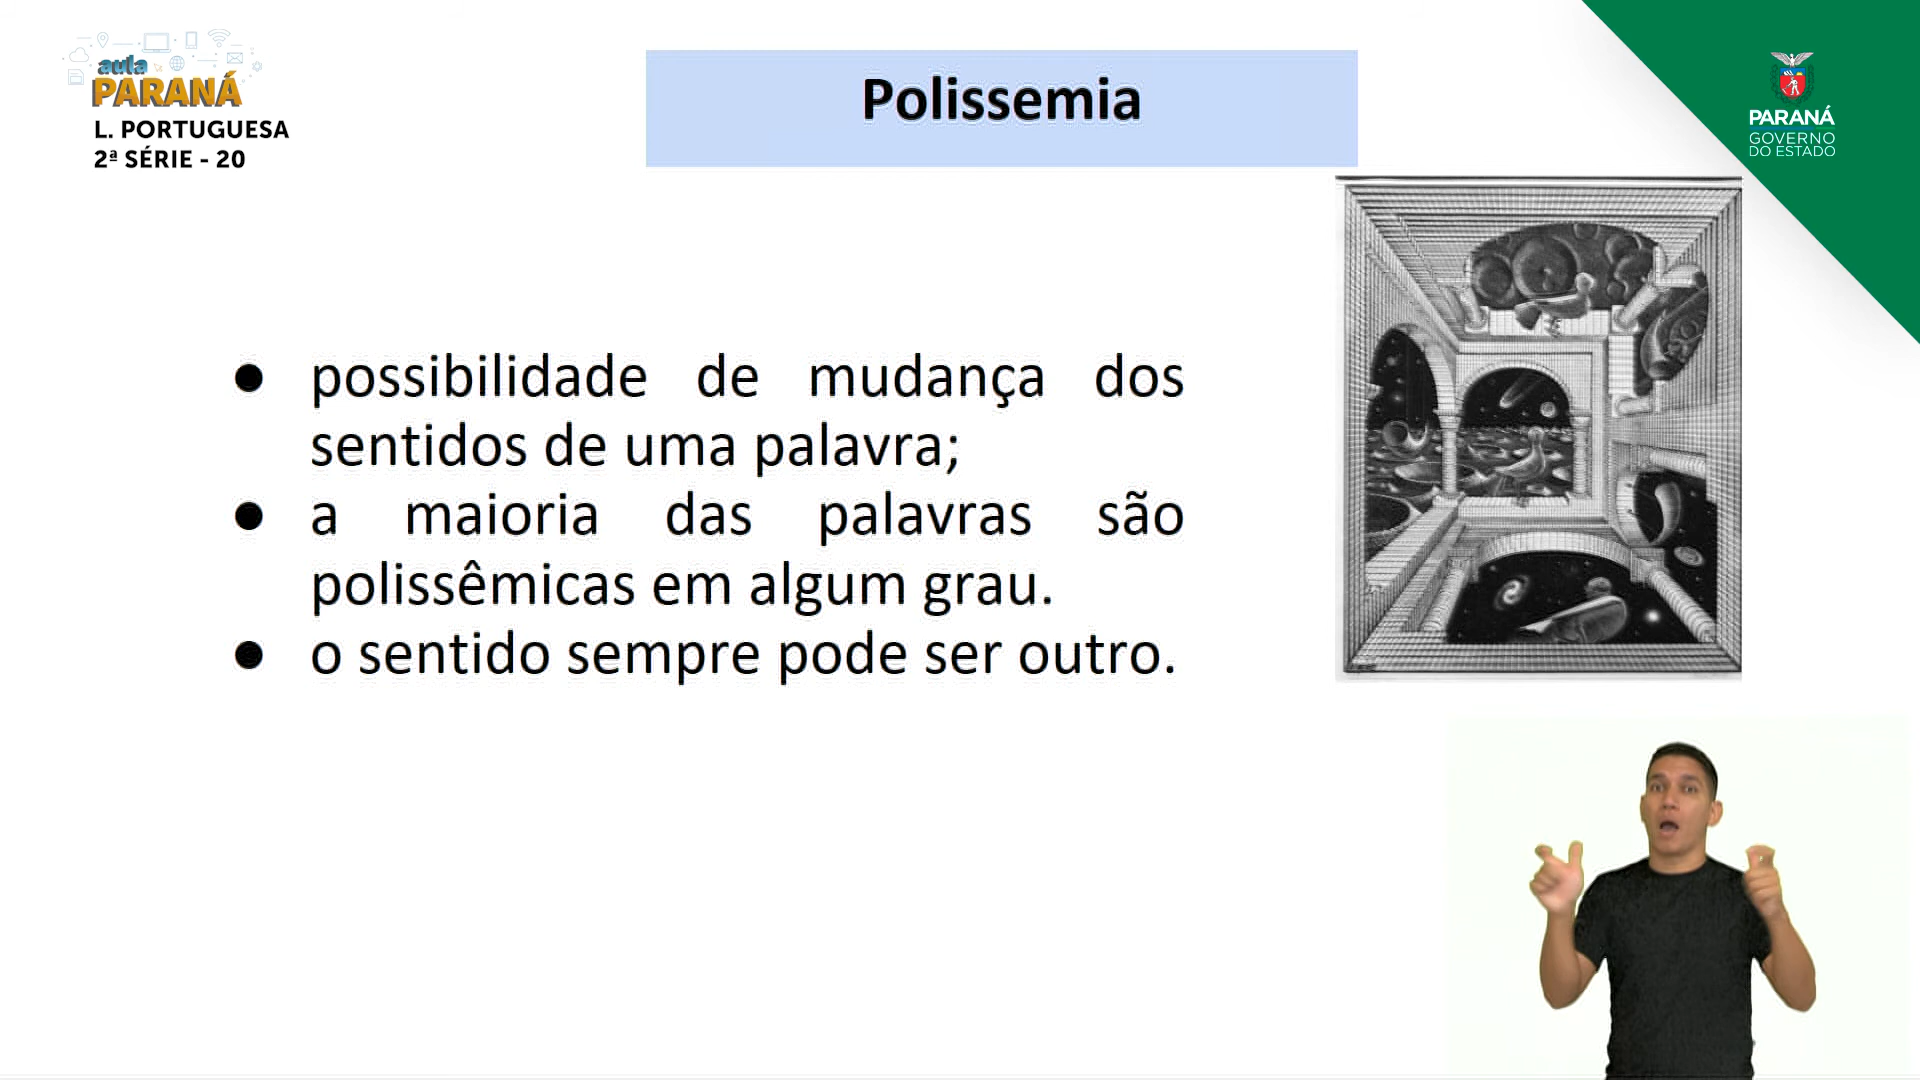 aula
PARANÁ
L. PORTUGUESA
2ª SÉRIE - 20
Polissemia
PARANÁ
GOVERNO
DO ESTADO
● possibilidade de mudança dos
sentidos de uma palavra;
● a maioria das palavras são
polissêmicas em algum grau.
● o sentido sempre pode ser outro.